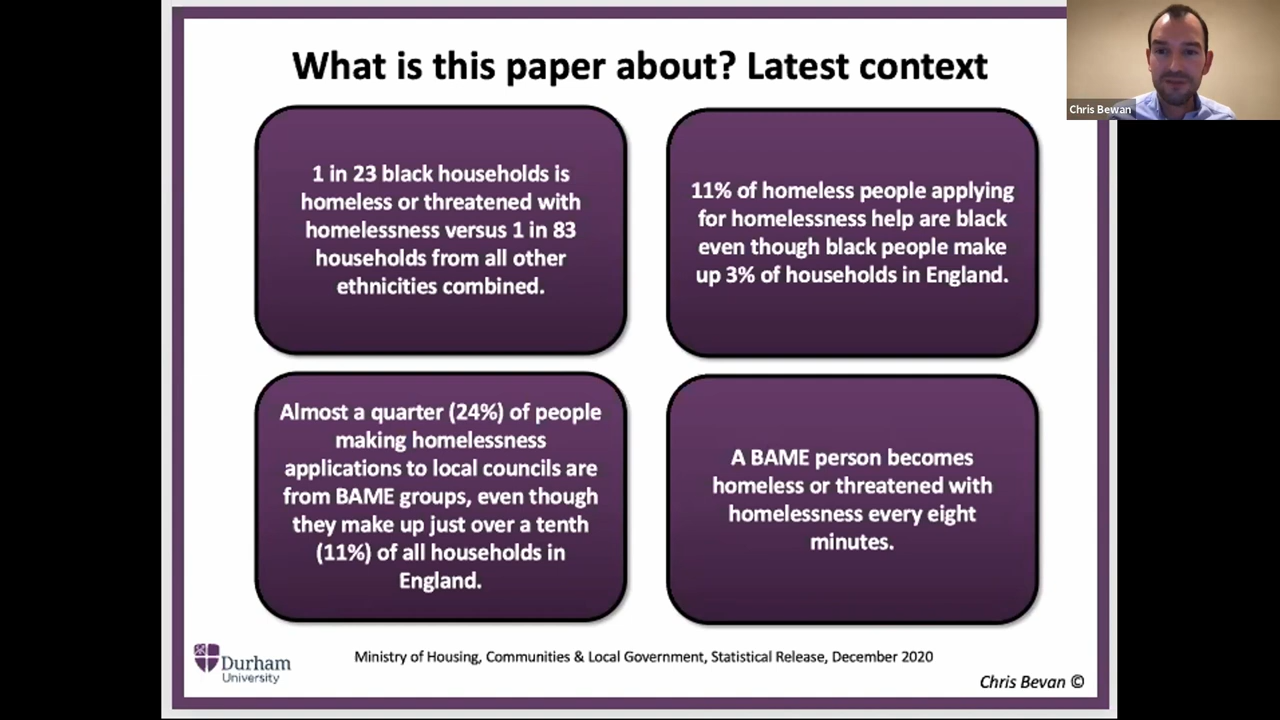 What is this paper about? Latest context
Chris Bewan
1 in 23 black households is
homeless or threatened with
homelessness versus 1 in 83
households from all other
ethnicities combined.
11% of homeless people applying
for homelessness help are black
even though black people make
up 3% of households in England.
Almost a quarter (24%) of people
making homelessness
applications to local councils are
from BAME groups, even though
they make up just over a tenth
(11%) of all households in
England.
A BAME person becomes
homeless or threatened with
homelessness every eight
minutes.
Durham
University
Ministry of Housing, Communities & Local Government, Statistical Release, December 2020
Chris Bevan ©